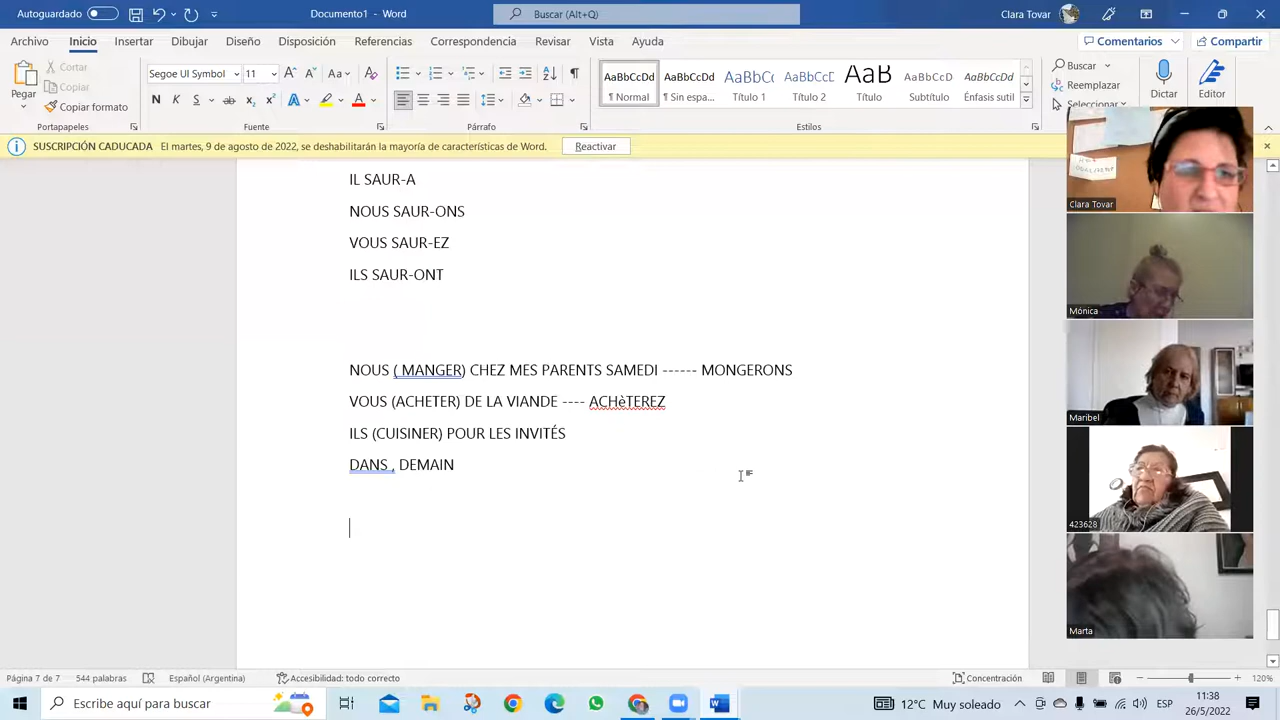 Autoguardado
Documento1 - Word
Buscar (Alt+Q)
Clara Tovar
Archivo Inicio Insertar Dibujar Diseño Disposición Referencias Correspondencia Revisar Vista Ayuda
Comentarios
Compartir
Pegar
Cortar
Copiar
Copiar formato
Portapapeles
Segoe UI Symbol 11
N K S
Fuente
Párrafo
AaBbCcDd
¶ Normal
AaBbCcDd
¶ Sin espa...
AaBbCc
Título 1
AaBbCcD
Título 2
AaB
Título
AaBbCcDd
Subtítulo
AaBbCcDd
Énfasis sutil
Estilos
Buscar
Reemplazar
Seleccionar
Dictar
Editor
SUSCRIPCIÓN CADUCADA El martes, 9 de agosto de 2022, se deshabilitarán la mayoría de características de Word. Reactivar
IL SAUR-A
NOUS SAUR-ONS
VOUS SAUR-EZ
ILS SAUR-ONT
NOUS ( MANGER) CHEZ MES PARENTS SAMEDI ------ MONGERONS
VOUS (ACHETER) DE LA VIANDE ---- ACHèTEREZ
ILS (CUISINER) POUR LES INVITÉS
DANS , DEMAIN
Clara Tovar
Mónica
Maribel
423628
Marta
Página 7 de 7 544 palabras Español (Argentina) Accesibilidad: todo correcto
Concentración
120%
Escribe aquí para buscar
12°C Muy soleado
ESP
11:38
26/5/2022